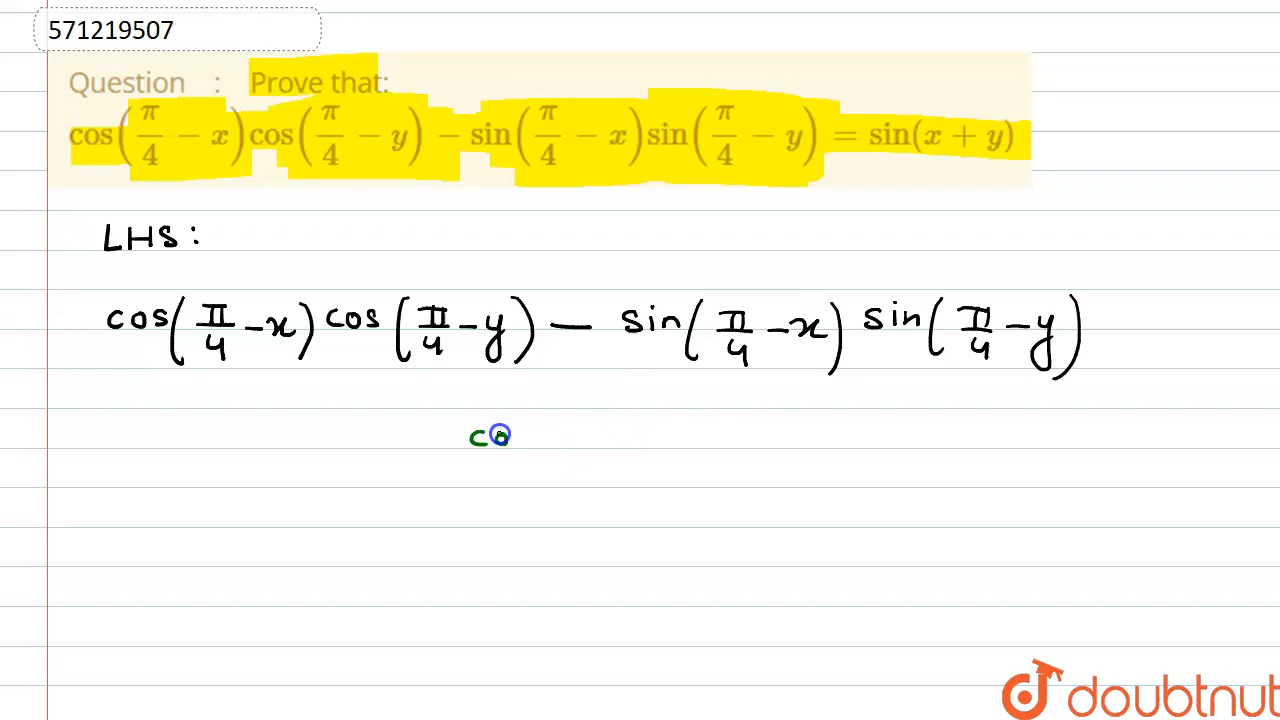 571219507
Question : Prove that:
cos(π/4 − x)cos(π/4 − y) − sin(π/4 − x)sin(π/4 − y) = sin(x + y)
LHS:
cos(π/4 − x) cos(π/4 − y) − sin(π/4 − x) sin(π/4 − y)
co
doubtnut